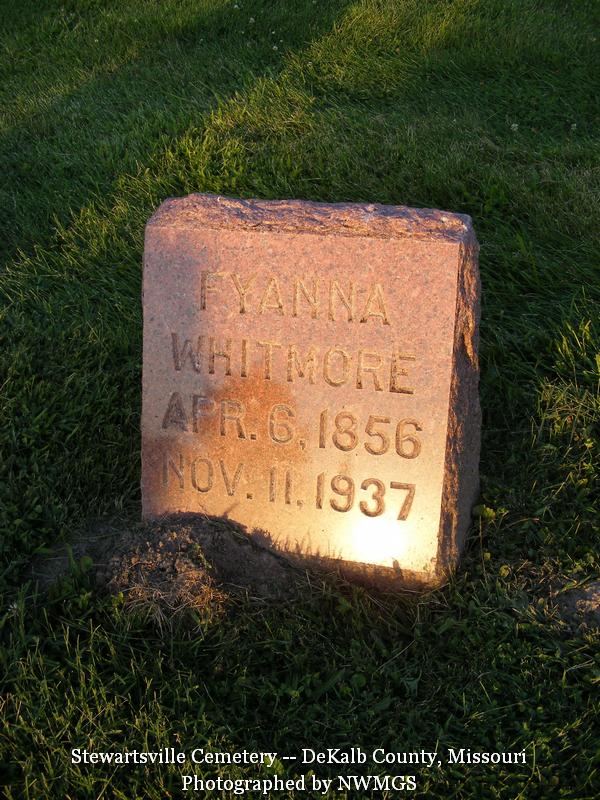 FYANNA
WHITMORE
APR. 6, 1856
NOV. 11, 1937
Stewartsville Cemetery -- DeKalb County, Missouri
Photographed by NWMGS